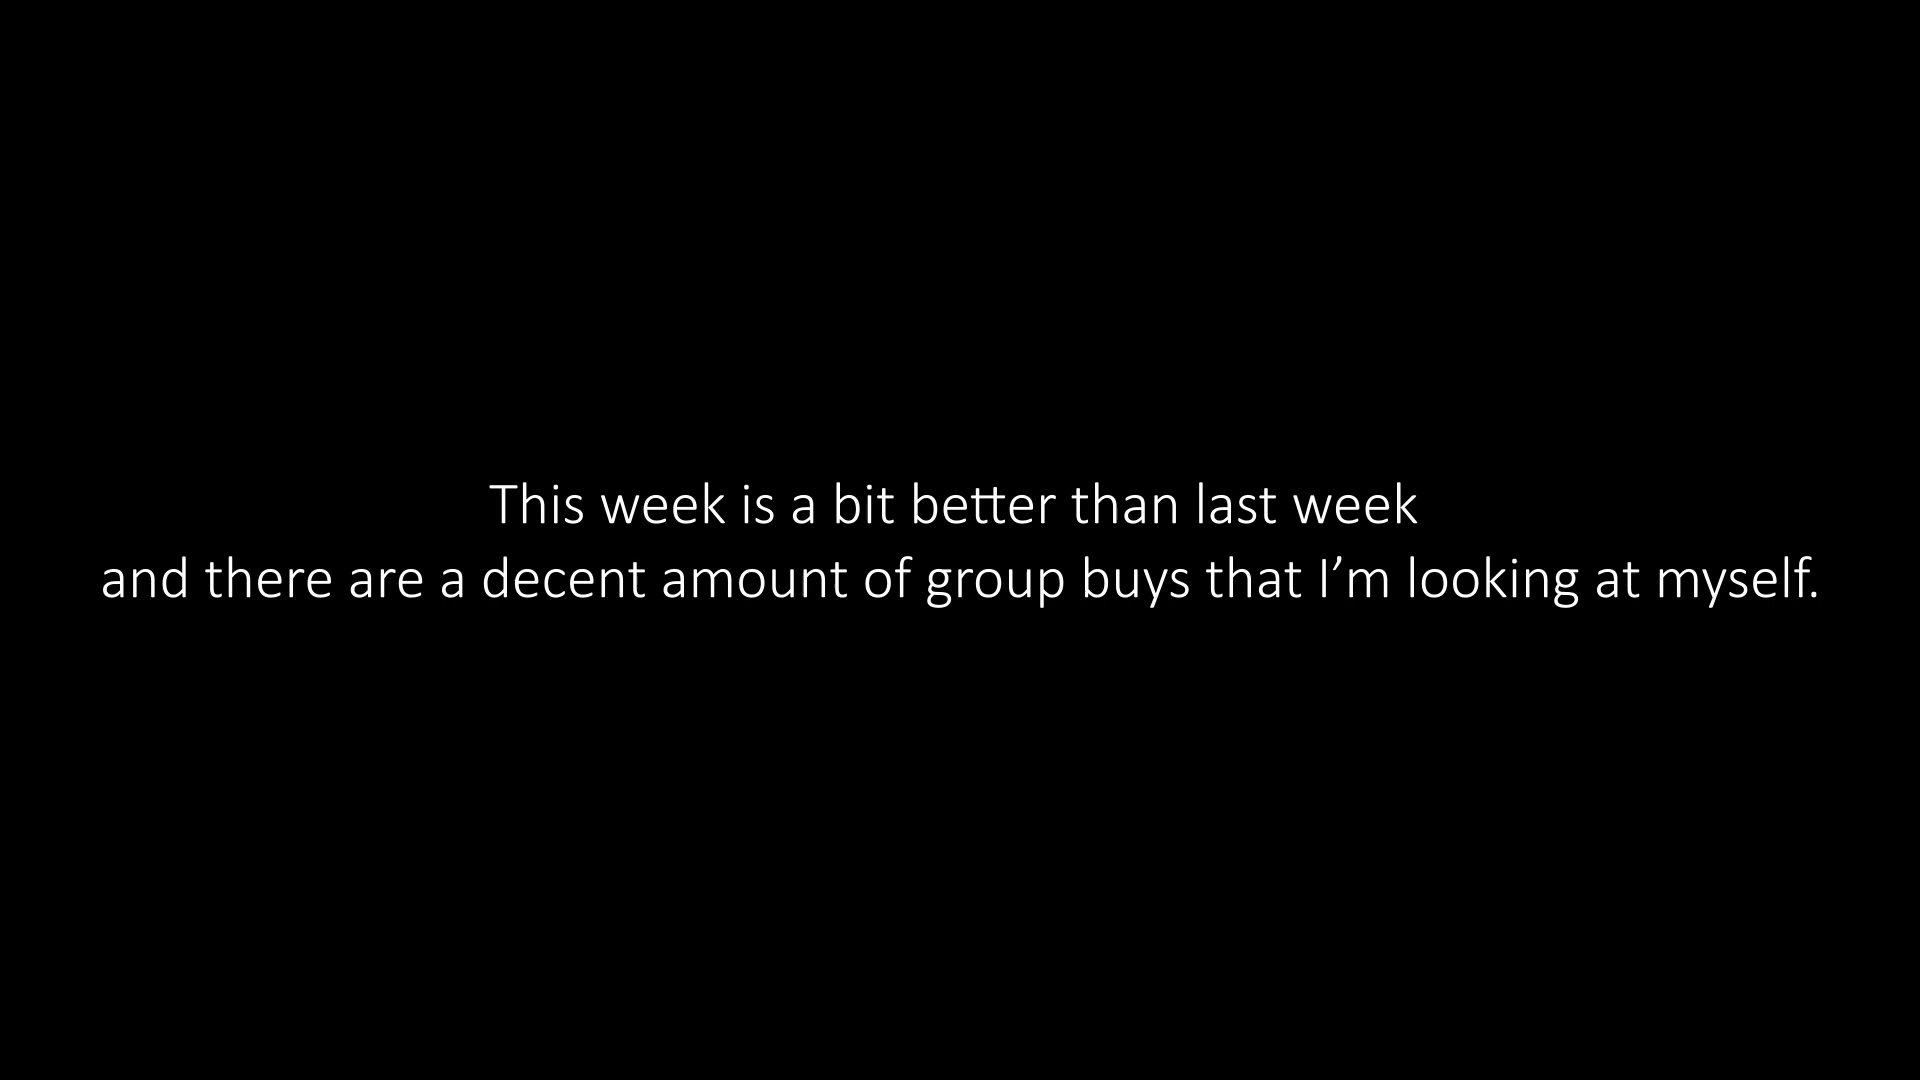 This week is a bit better than last week
and there are a decent amount of group buys that I’m looking at myself.